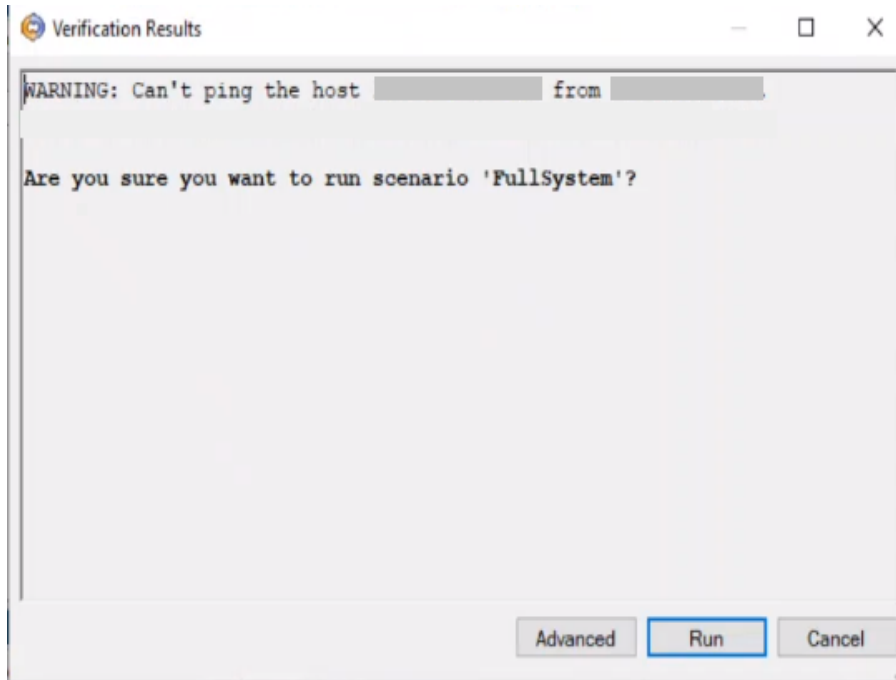 Verification Results
WARNING: Can't ping the host from .
Are you sure you want to run scenario 'FullSystem'?
Advanced Run Cancel